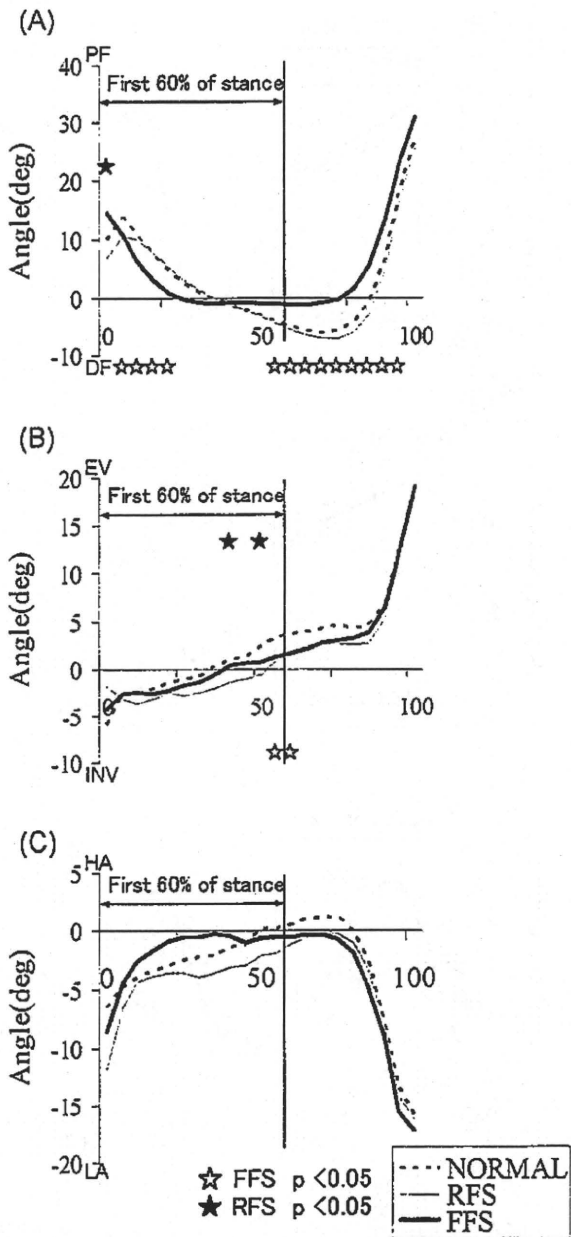 (A)
PF
40
First 60% of stance
30
20
10
0
-10
0
50
100
DF☆☆☆☆ ☆☆☆☆☆☆☆☆☆
Angle(deg)
(B)
EV
20
First 60% of stance
15
★ ★
10
5
0
-5
-10
0
50
100
☆☆
INV
Angle(deg)
(C)
HA
5
First 60% of stance
0
-5
-10
-15
-20
0
50
100
LA
Angle(deg)
☆ FFS p <0.05
★ RFS p <0.05
NORMAL
RFS
FFS